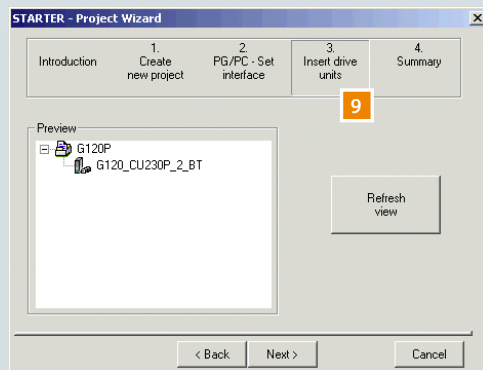 STARTER - Project Wizard
Introduction
1.
Create
new project
2.
PG/PC - Set
interface
3.
Insert drive
units
4.
Summary
9
Preview
G120P
G120_CU230P_2_BT
Refresh
view
< Back
Next >
Cancel